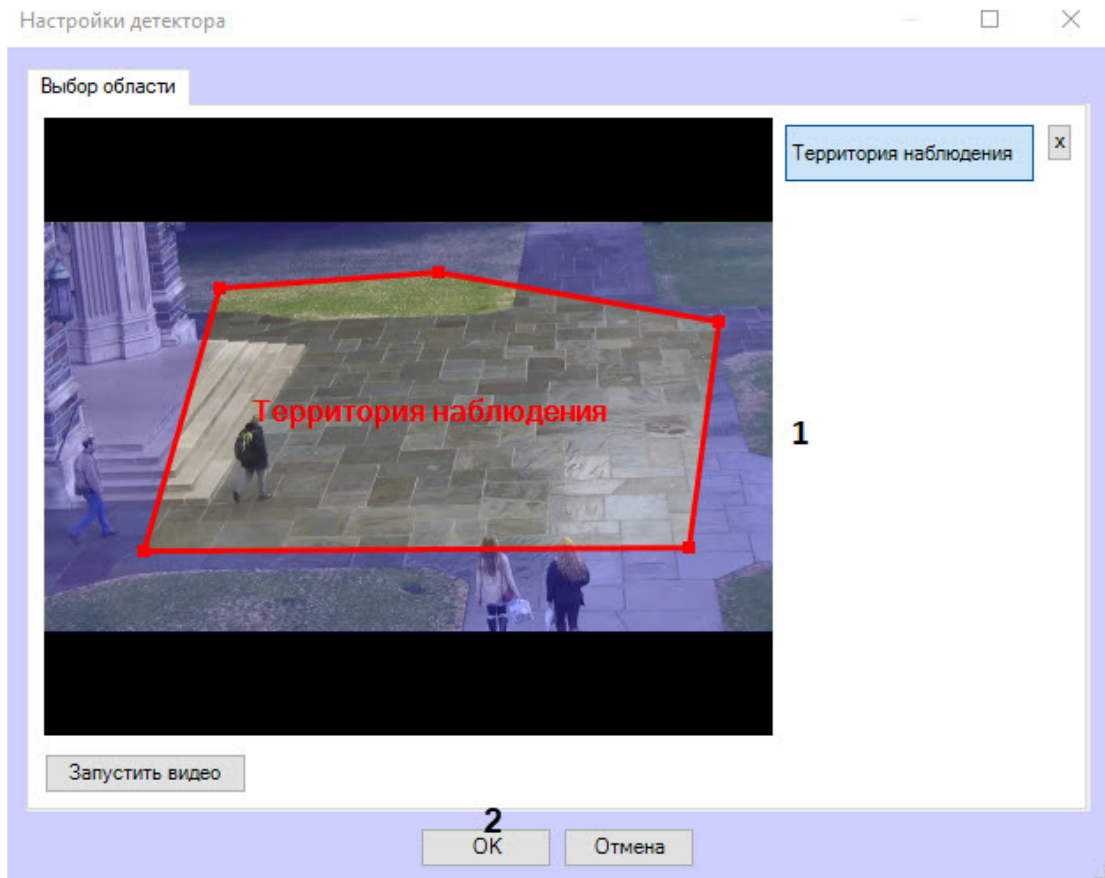 Настройки детектора
Выбор области
Территория наблюдения
x
Территория наблюдения
1
Запустить видео
2
OK
Отмена